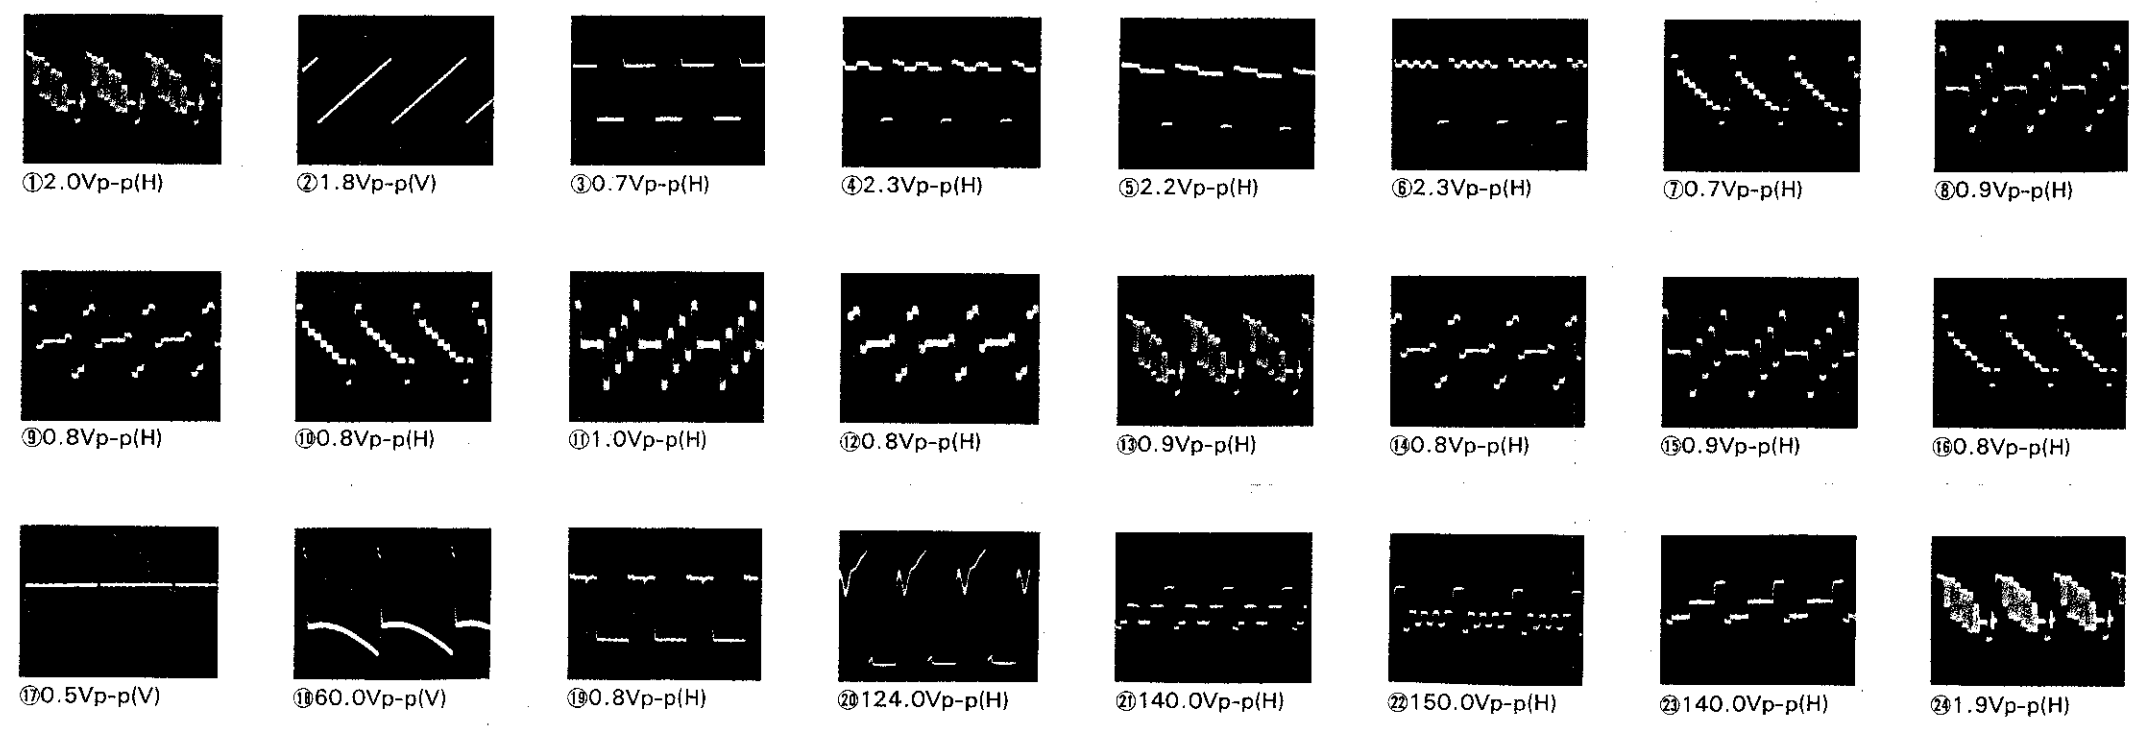 ①2.0Vp-p(H)
②1.8Vp-p(V)
③0.7Vp-p(H)
④2.3Vp-p(H)
⑤2.2Vp-p(H)
⑥2.3Vp-p(H)
⑦0.7Vp-p(H)
⑧0.9Vp-p(H)
⑨0.8Vp-p(H)
⑩0.8Vp-p(H)
⑪1.0Vp-p(H)
⑫0.8Vp-p(H)
⑬0.9Vp-p(H)
⑭0.8Vp-p(H)
⑮0.9Vp-p(H)
⑯0.8Vp-p(H)
⑰0.5Vp-p(V)
⑱60.0Vp-p(V)
⑲0.8Vp-p(H)
⑳124.0Vp-p(H)
㉑140.0Vp-p(H)
㉒150.0Vp-p(H)
㉓140.0Vp-p(H)
㉔1.9Vp-p(H)